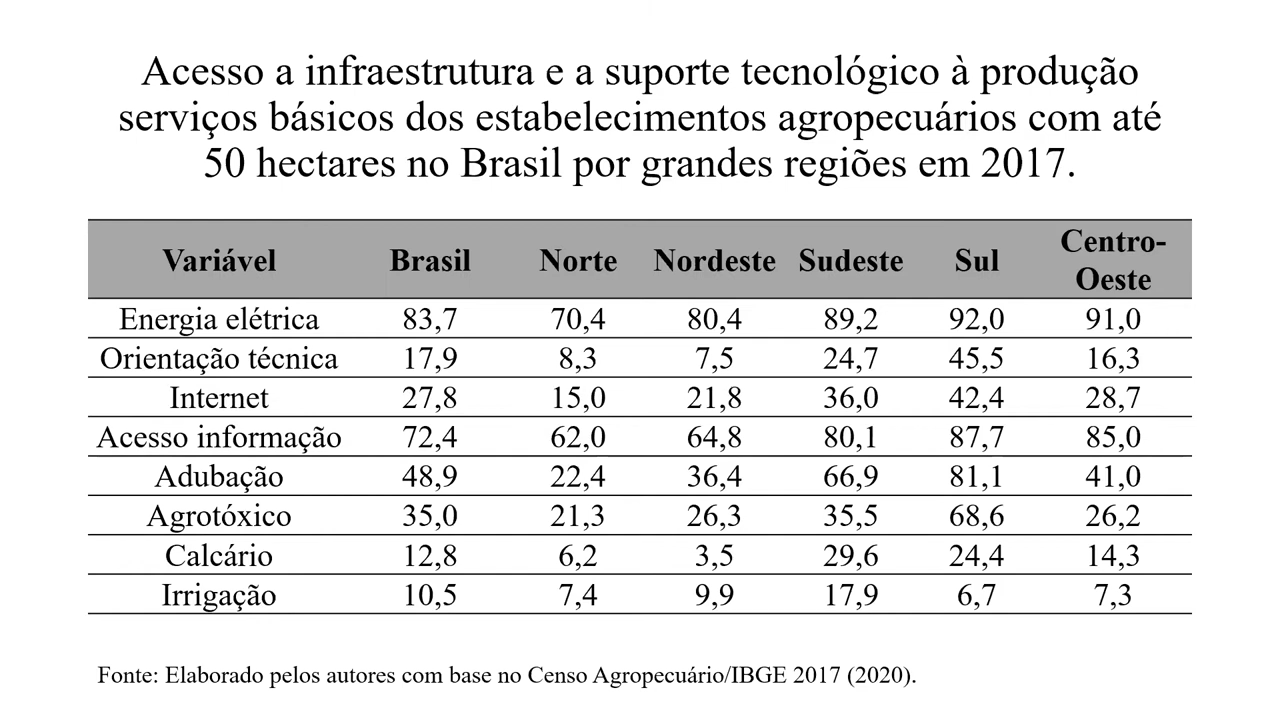 Acesso a infraestrutura e a suporte tecnológico à produção
serviços básicos dos estabelecimentos agropecuários com até
50 hectares no Brasil por grandes regiões em 2017.
Variável Brasil Norte Nordeste Sudeste Sul Centro-
Oeste
Energia elétrica 83,7 70,4 80,4 89,2 92,0 91,0
Orientação técnica 17,9 8,3 7,5 24,7 45,5 16,3
Internet 27,8 15,0 21,8 36,0 42,4 28,7
Acesso informação 72,4 62,0 64,8 80,1 87,7 85,0
Adubação 48,9 22,4 36,4 66,9 81,1 41,0
Agrotóxico 35,0 21,3 26,3 35,5 68,6 26,2
Calcário 12,8 6,2 3,5 29,6 24,4 14,3
Irrigação 10,5 7,4 9,9 17,9 6,7 7,3
Fonte: Elaborado pelos autores com base no Censo Agropecuário/IBGE 2017 (2020).